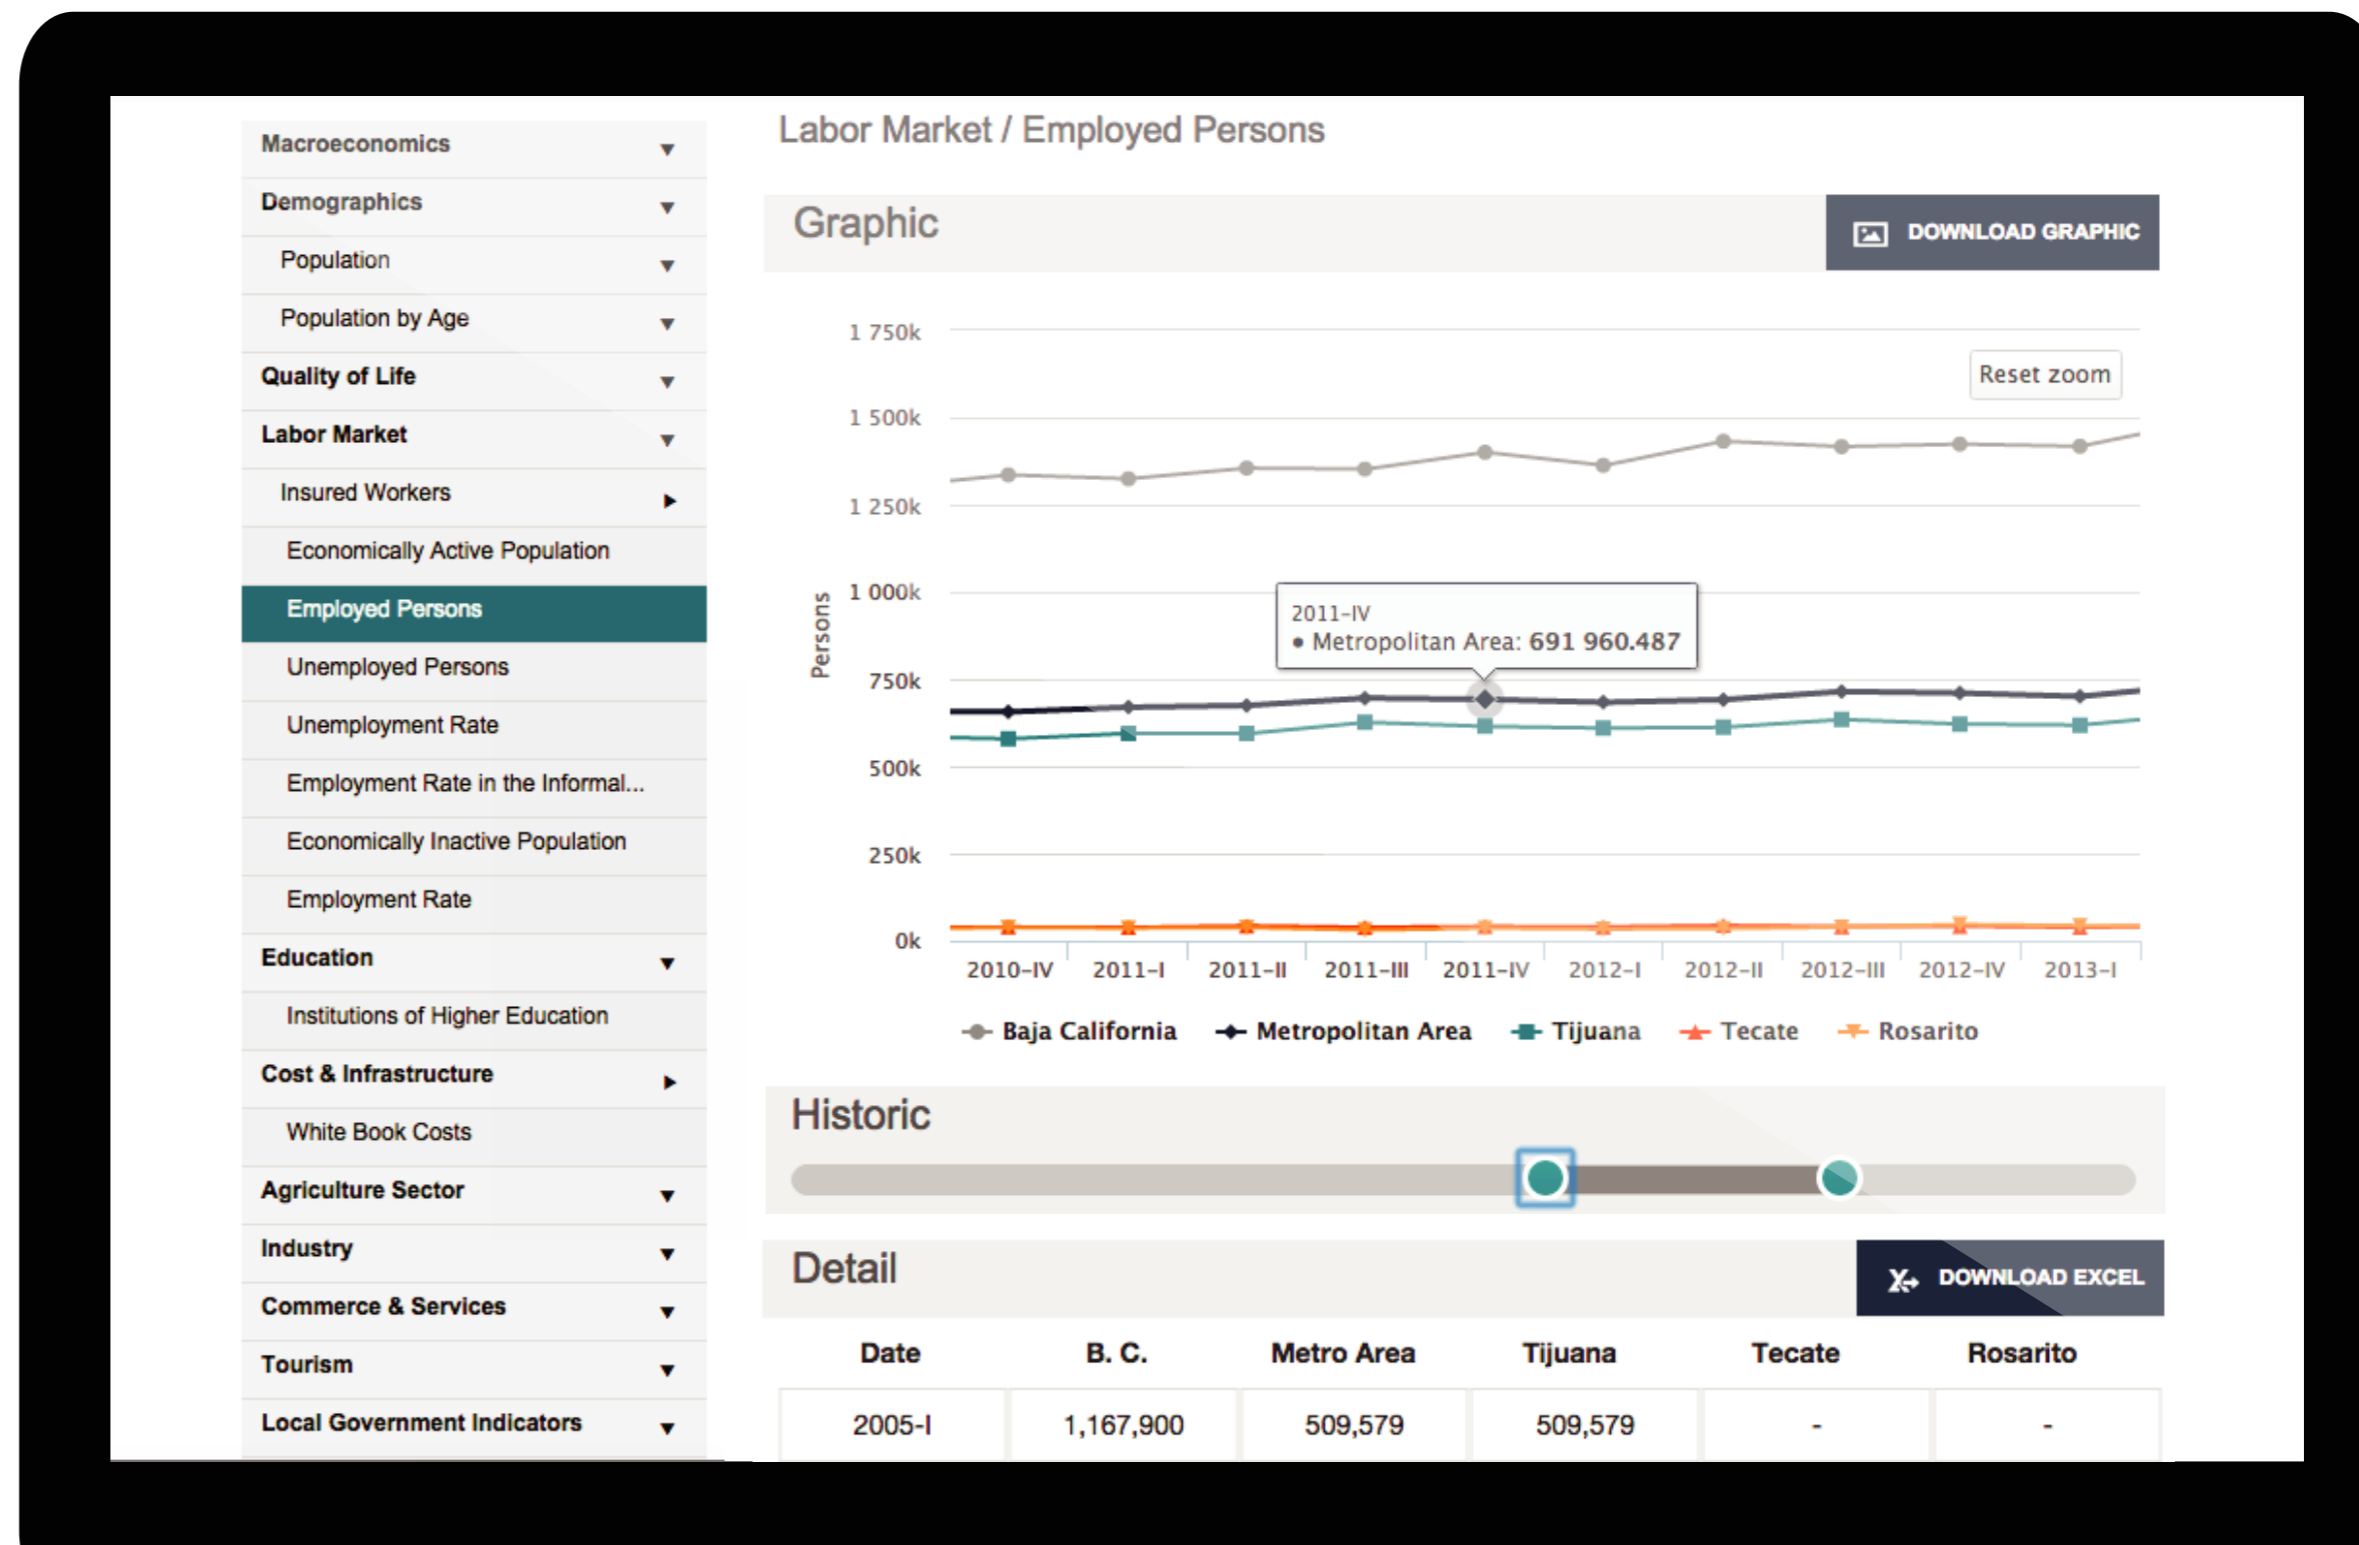 Macroeconomics
Demographics
Population
Population by Age
Quality of Life
Labor Market
Insured Workers
Economically Active Population
Employed Persons
Unemployed Persons
Unemployment Rate
Employment Rate in the Informal...
Economically Inactive Population
Employment Rate
Education
Institutions of Higher Education
Cost & Infrastructure
White Book Costs
Agriculture Sector
Industry
Commerce & Services
Tourism
Local Government Indicators
Labor Market / Employed Persons
Graphic
DOWNLOAD GRAPHIC
Reset zoom
Persons
1 750k
1 500k
1 250k
1 000k
750k
500k
250k
0k
2011-IV
• Metropolitan Area: 691 960.487
2010-IV 2011-I 2011-II 2011-III 2011-IV 2012-I 2012-II 2012-III 2012-IV 2013-I
Baja California Metropolitan Area Tijuana Tecate Rosarito
Historic
Detail
DOWNLOAD EXCEL
Date B. C. Metro Area Tijuana Tecate Rosarito
2005-I 1,167,900 509,579 509,579 - -